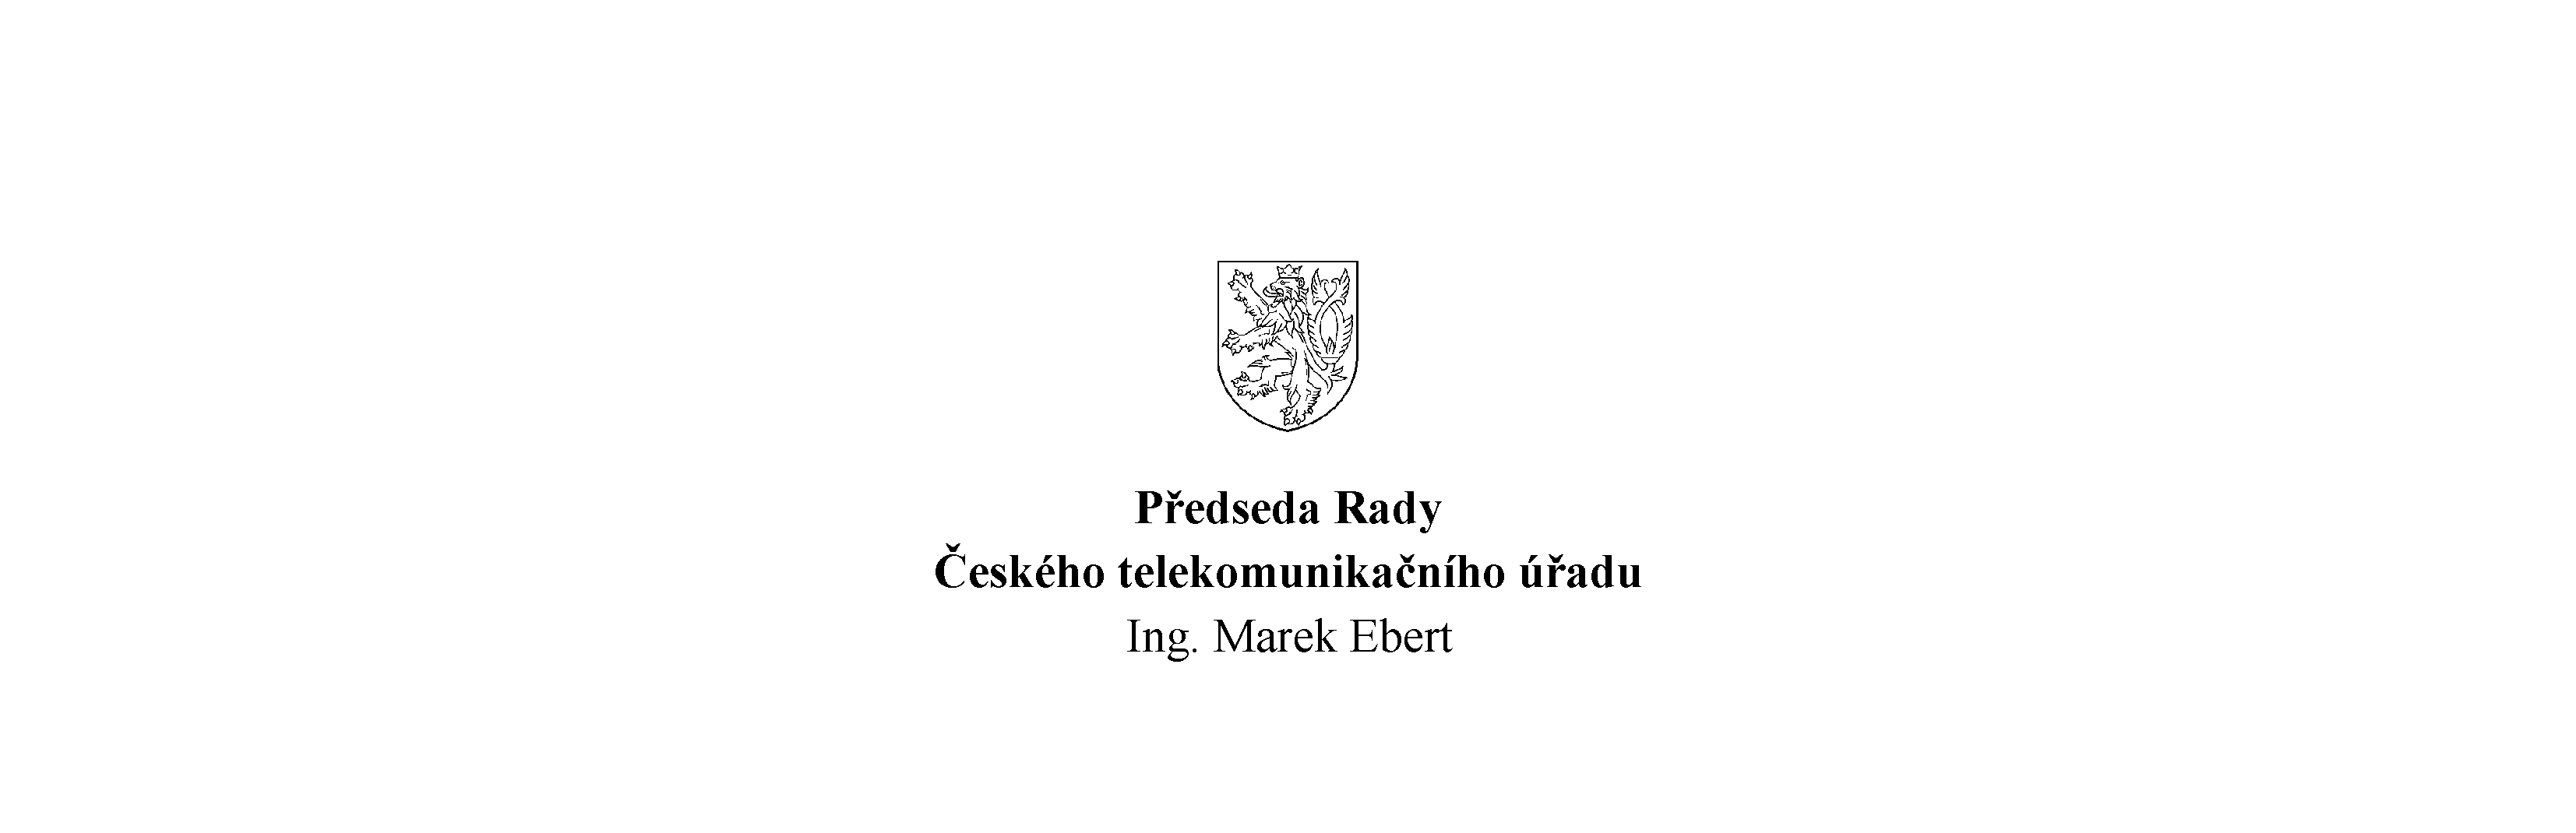 Předseda Rady
Českého telekomunikačního úřadu
Ing. Marek Ebert